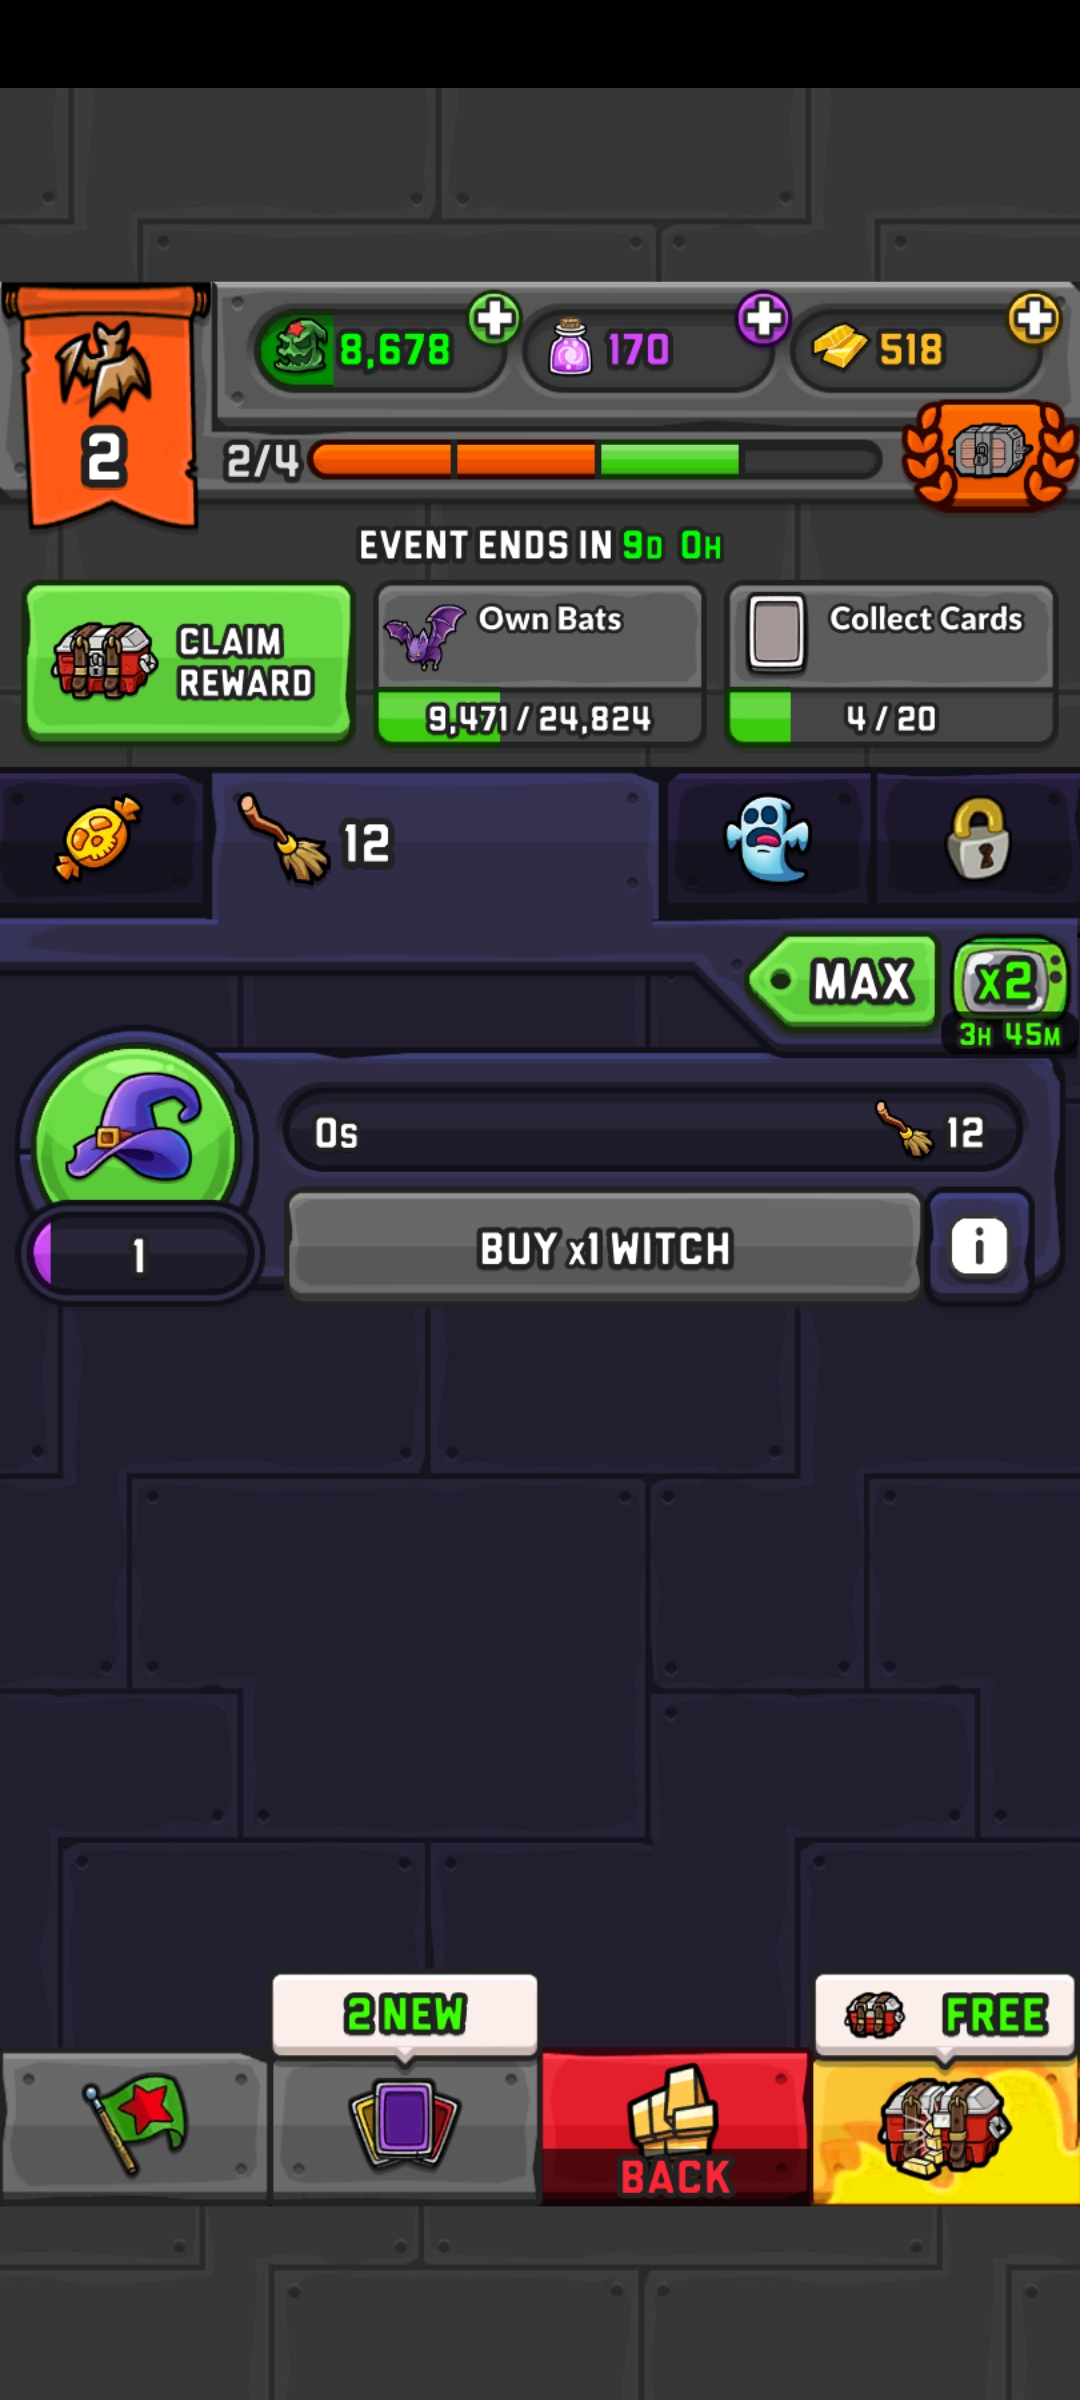 8,678
170
518
2
2/4
EVENT ENDS IN 9D 0H
CLAIM
REWARD
Own Bats
9,471 / 24,824
Collect Cards
4 / 20
12
MAX
x2
3H 45M
0s
12
1
BUY x1 WITCH
i
2 NEW
FREE
BACK